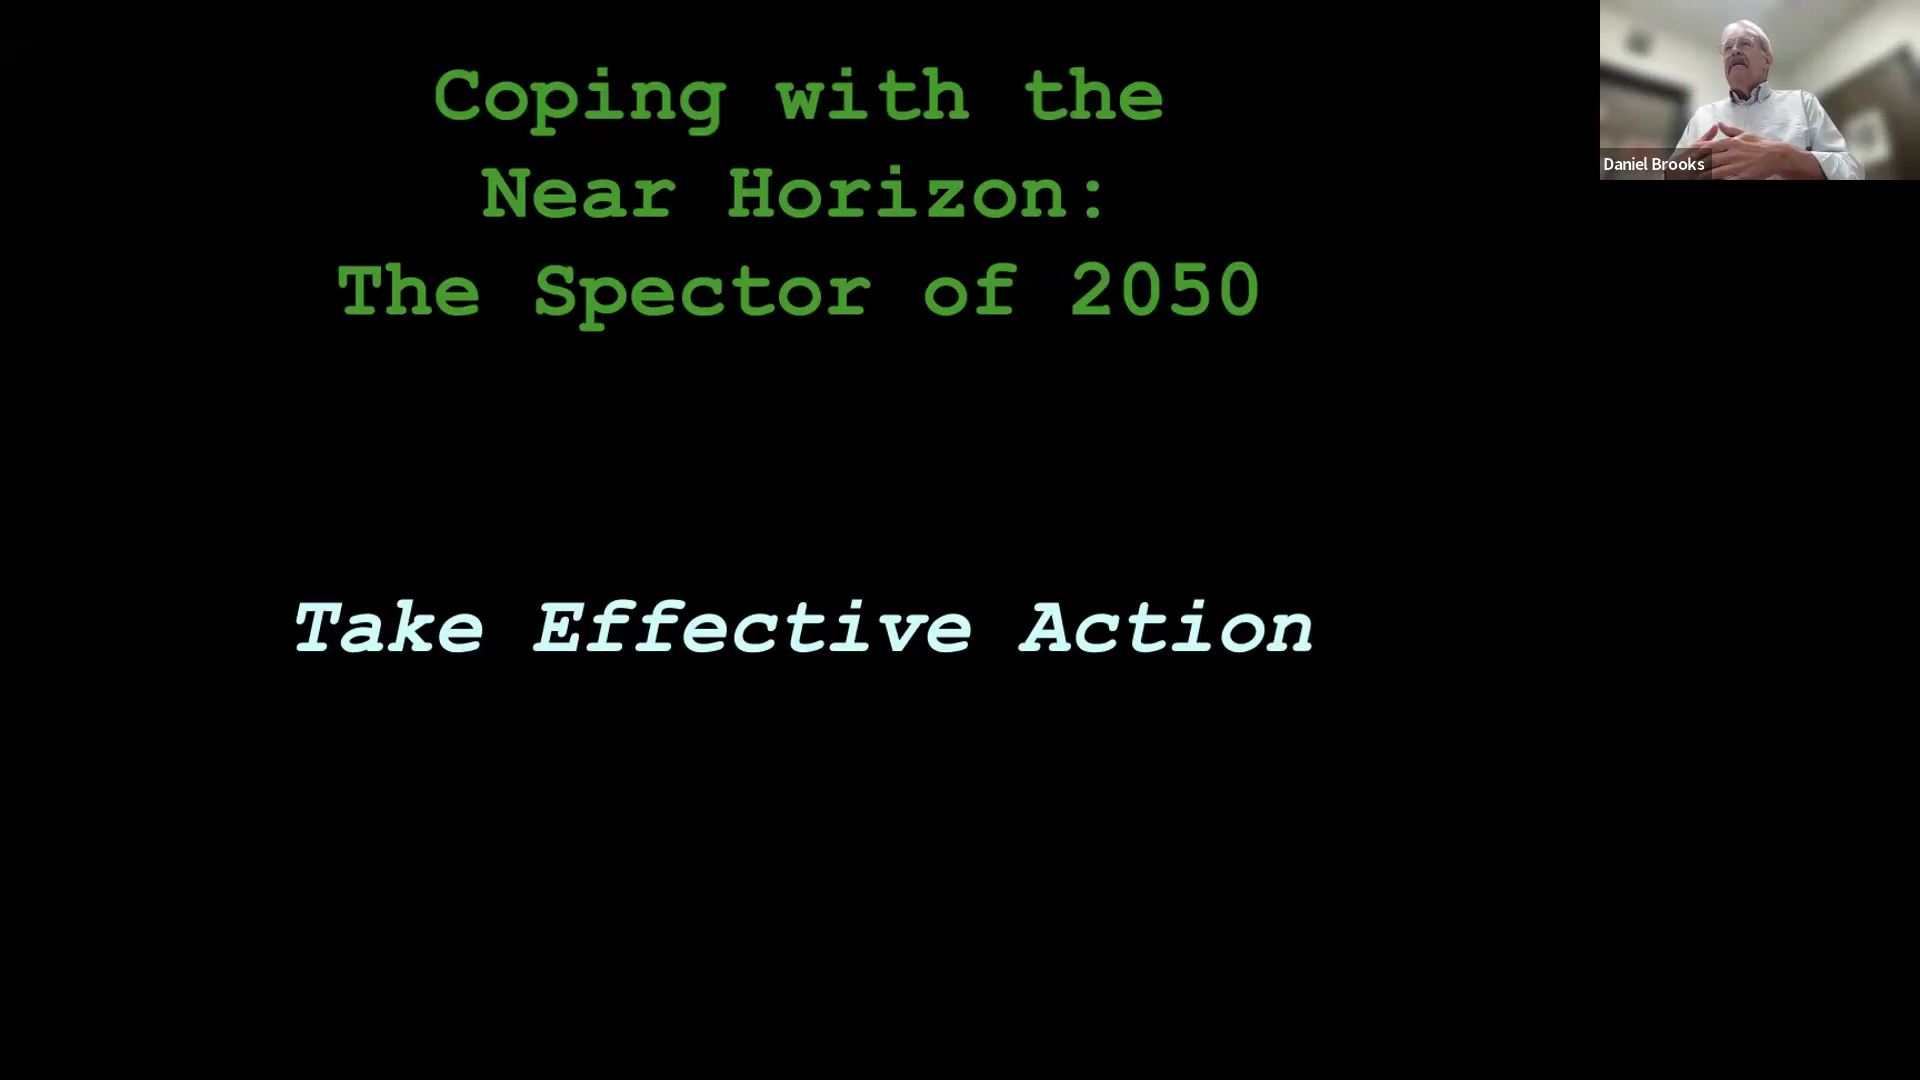 Coping with the
Near Horizon:
The Spector of 2050
Take Effective Action
Daniel Brooks